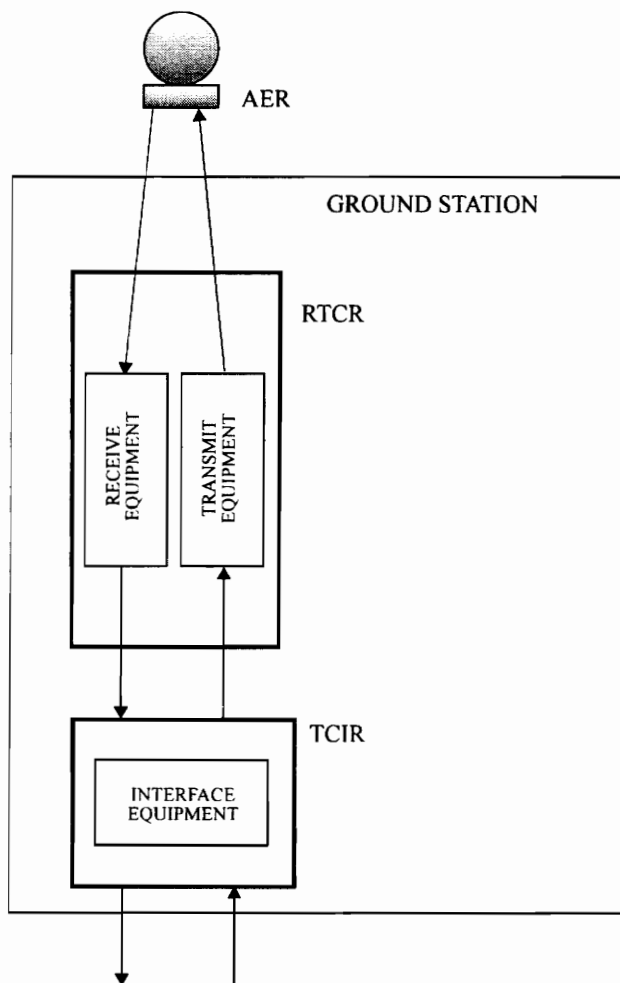 AER
GROUND STATION
RTCR
RECEIVE
EQUIPMENT
TRANSMIT
EQUIPMENT
TCIR
INTERFACE
EQUIPMENT